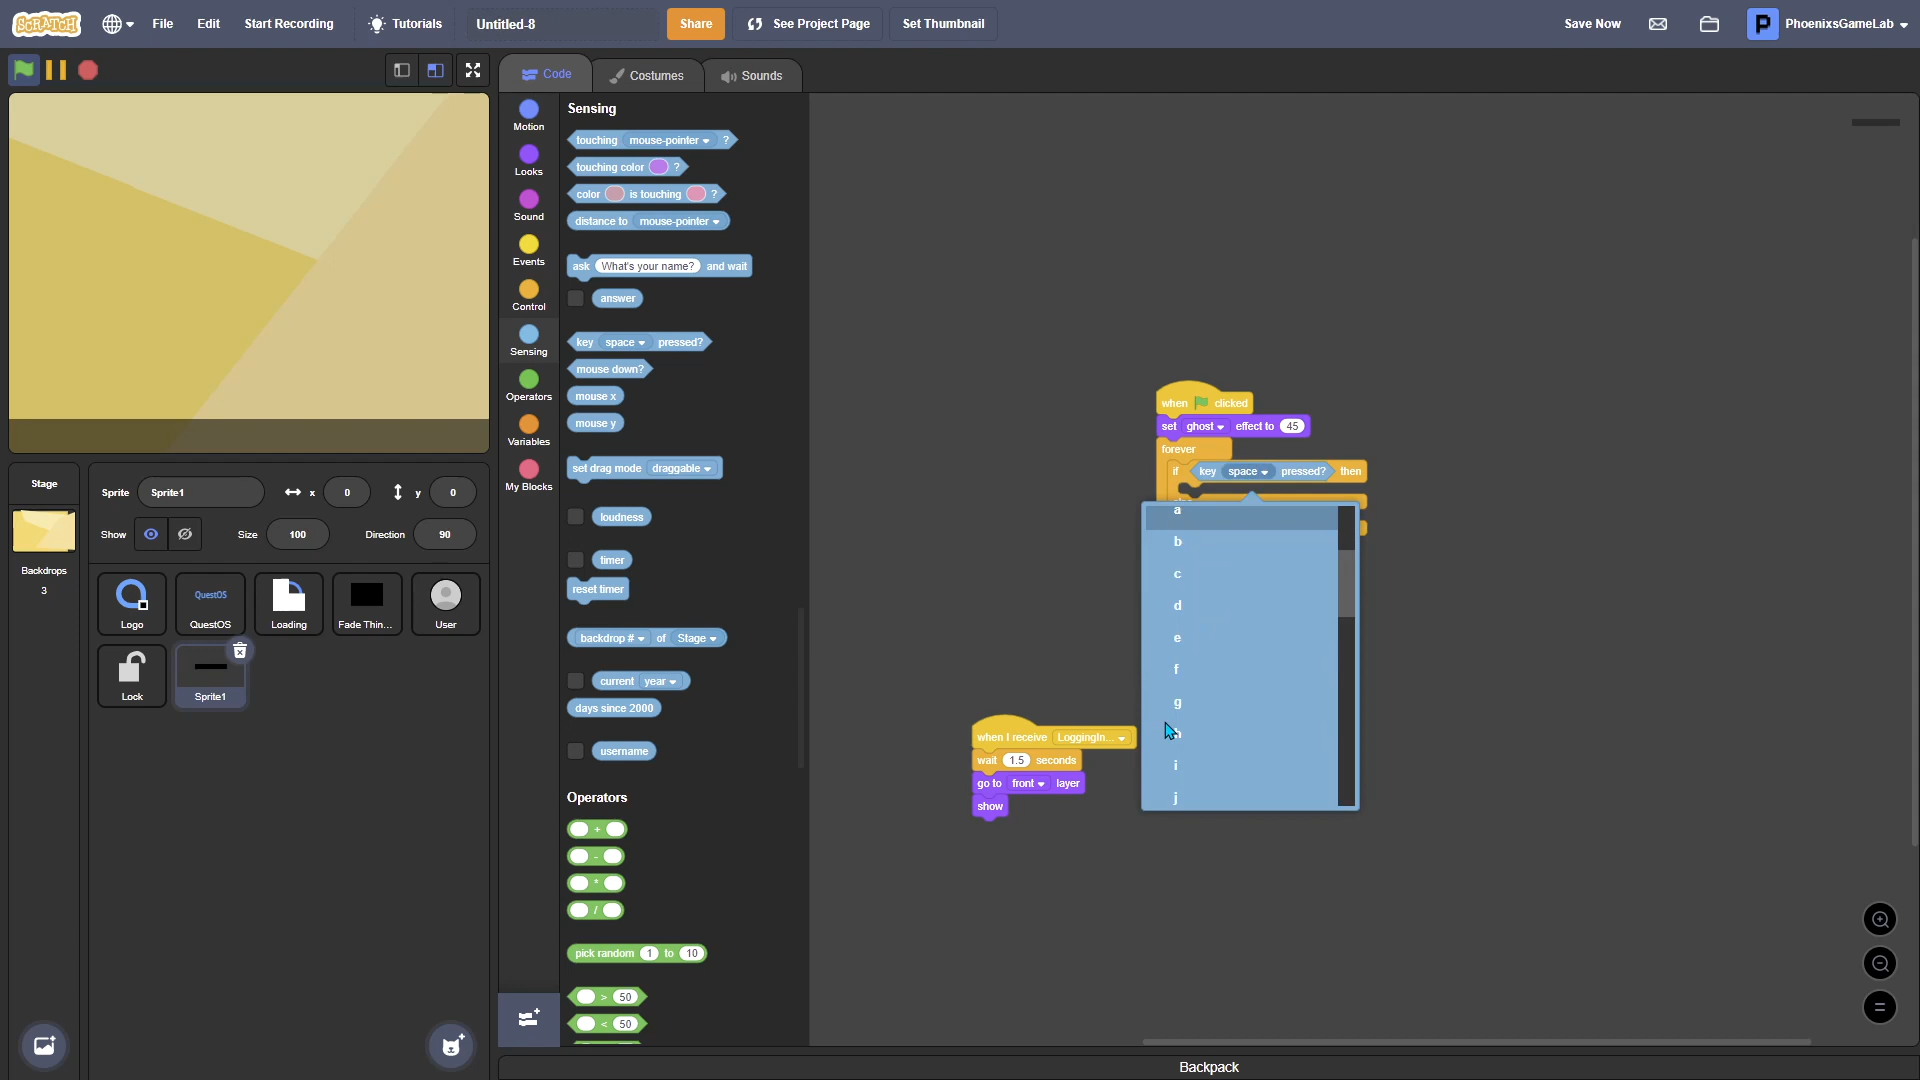 SCRATCH File Edit Start Recording Tutorials Untitled-8 Share See Project Page Set Thumbnail Save Now P PhoenixsGameLab
Code Costumes Sounds
Motion
Looks
Sound
Events
Control
Sensing
Operators
Variables
My Blocks
Sensing
touching mouse-pointer ?
touching color ?
color is touching ?
distance to mouse-pointer
ask What's your name? and wait
answer
key space pressed?
mouse down?
mouse x
mouse y
set drag mode draggable
loudness
timer
reset timer
backdrop # of Stage
current year
days since 2000
username
Operators
+
-
*
/
pick random 1 to 10
> 50
< 50
when clicked
set ghost effect to 45
forever
if key space pressed? then
a
b
c
d
e
f
g
h
i
j
when I receive LoggingIn...
wait 1.5 seconds
go to front layer
show
Stage
Backdrops
3
Sprite Sprite1 x 0 y 0
Show Size 100 Direction 90
Logo
QuestOS
QuestOS
Loading
Fade Thin...
User
Lock
Sprite1
Backpack